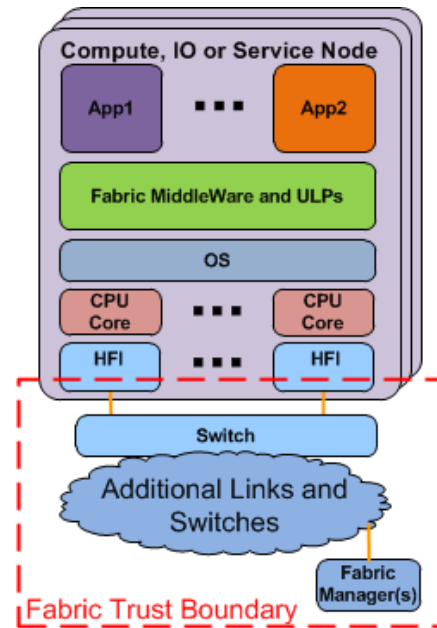 Compute, IO or Service Node
App1
App2
Fabric MiddleWare and ULPs
OS
CPU
Core
CPU
Core
HFI
HFI
Switch
Additional Links and
Switches
Fabric
Manager(s)
Fabric Trust Boundary